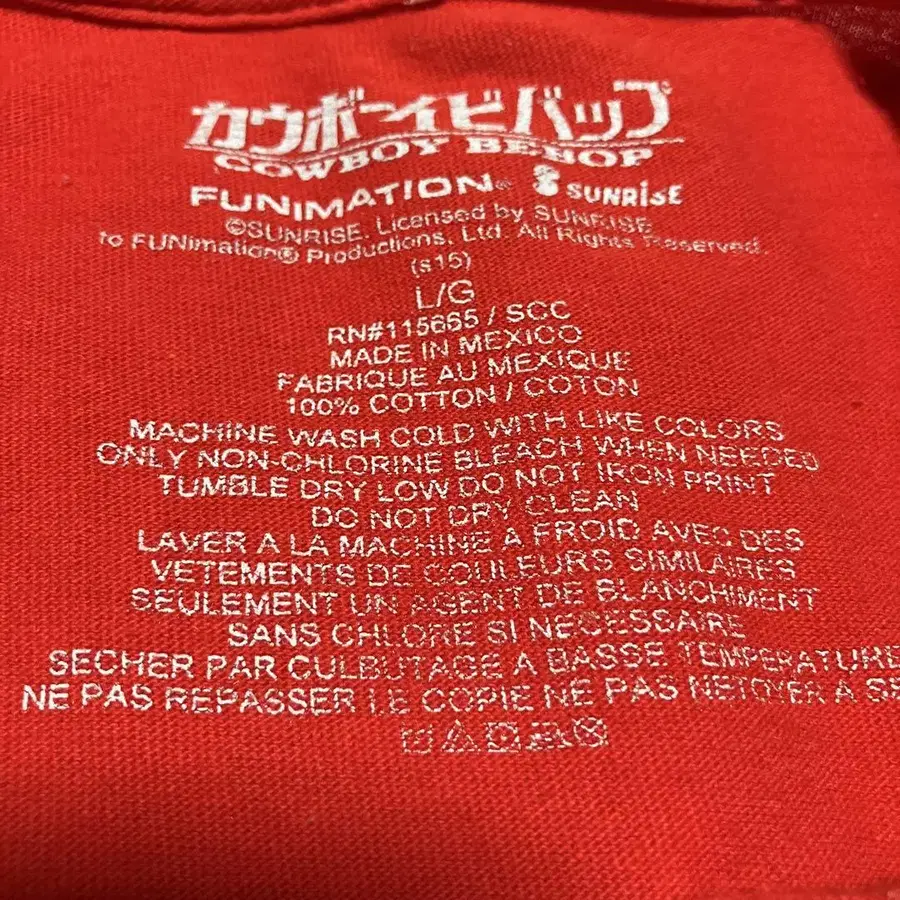 カウボーイビバップ
COWBOY BEBOP
FUNIMATION® SUNRISE
©SUNRISE. Licensed by SUNRISE
to FUNimation® Productions, Ltd. All Rights Reserved.
(s15)
L/G
RN#115665 / SCC
MADE IN MEXICO
FABRIQUE AU MEXIQUE
100% COTTON / COTON
MACHINE WASH COLD WITH LIKE COLORS
ONLY NON-CHLORINE BLEACH WHEN NEEDED
TUMBLE DRY LOW DO NOT IRON PRINT
DO NOT DRY CLEAN
LAVER A LA MACHINE À FROID AVEC DES
VETEMENTS DE COULEURS SIMILAIRES
SEULEMENT UN AGENT DE BLANCHIMENT
SANS CHLORE SI NECESSAIRE
SECHER PAR CULBUTAGE A BASSE TEMPERATURE
NE PAS REPASSER LE COPIE NE PAS NETOYER A SE